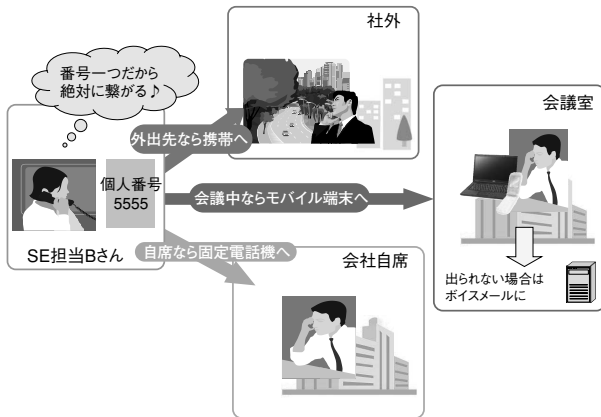 社外
番号一つだから
絶対に繋がる♪
外出先なら携帯へ
会議室
個人番号
5555
会議中ならモバイル端末へ
SE担当Bさん
自席なら固定電話機へ
会社自席
出られない場合は
ボイスメールに